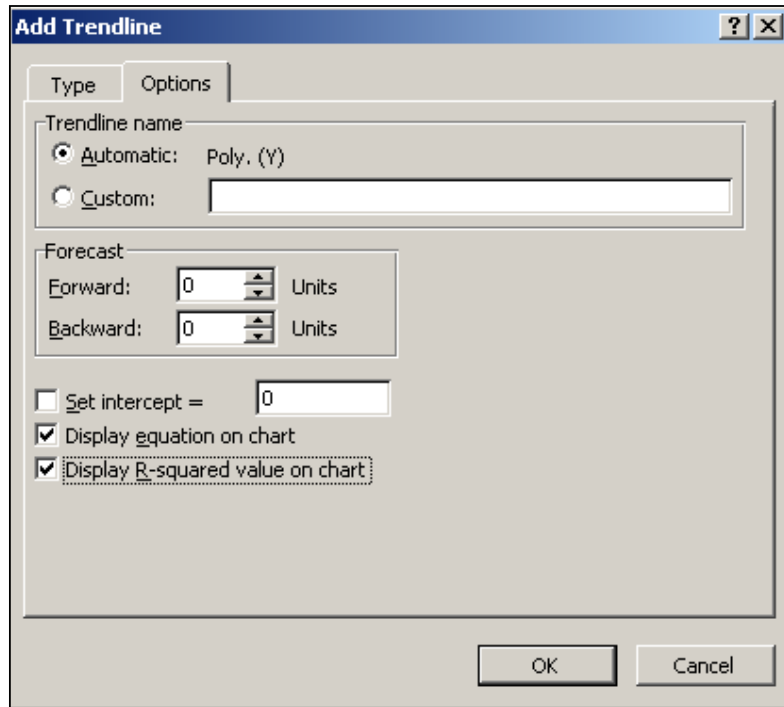 Add Trendline
Type Options
Trendline name
Automatic: Poly. (Y)
Custom:
Forecast
Forward: 0 Units
Backward: 0 Units
Set intercept = 0
Display equation on chart
Display R-squared value on chart
OK Cancel